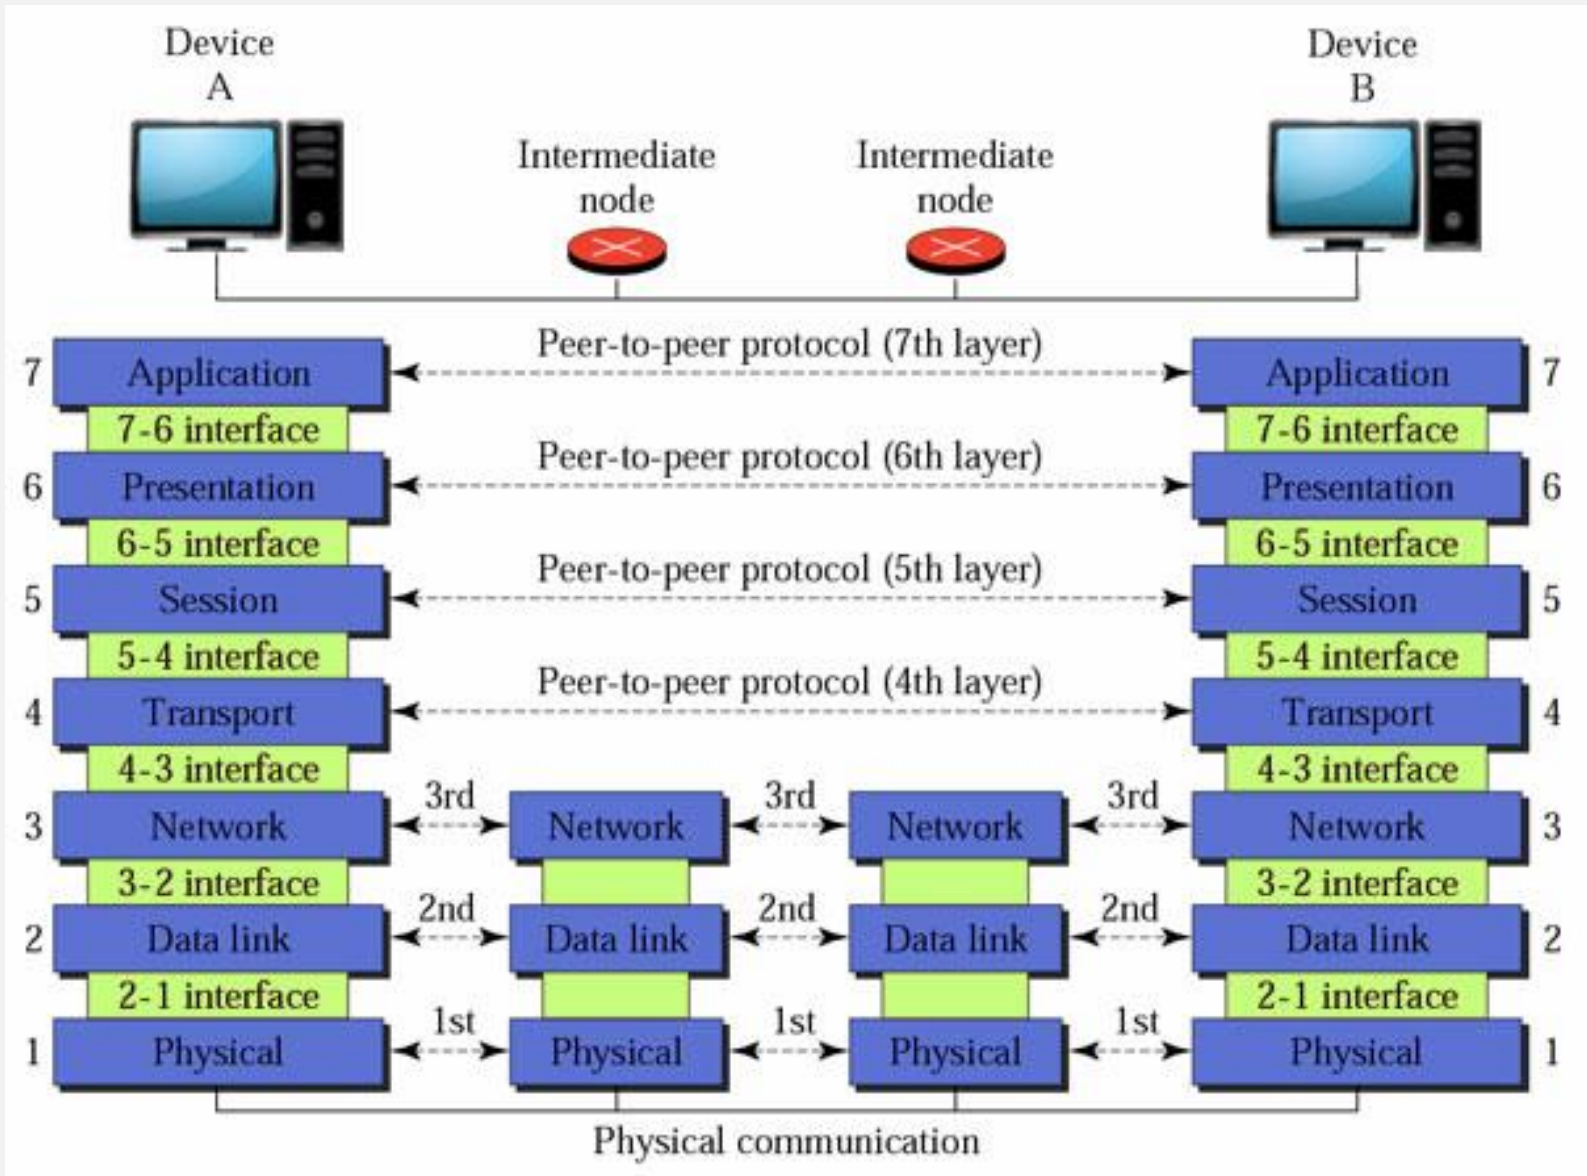 Device
A
Device
B
Intermediate
node
Intermediate
node
Peer-to-peer protocol (7th layer)
7 Application Application 7
7-6 interface 7-6 interface
Peer-to-peer protocol (6th layer)
6 Presentation Presentation 6
6-5 interface 6-5 interface
Peer-to-peer protocol (5th layer)
5 Session Session 5
5-4 interface 5-4 interface
Peer-to-peer protocol (4th layer)
4 Transport Transport 4
4-3 interface 4-3 interface
3rd 3rd 3rd
3 Network Network Network Network 3
3-2 interface 3-2 interface
2nd 2nd 2nd
2 Data link Data link Data link Data link 2
2-1 interface 2-1 interface
1st 1st 1st
1 Physical Physical Physical Physical 1
Physical communication